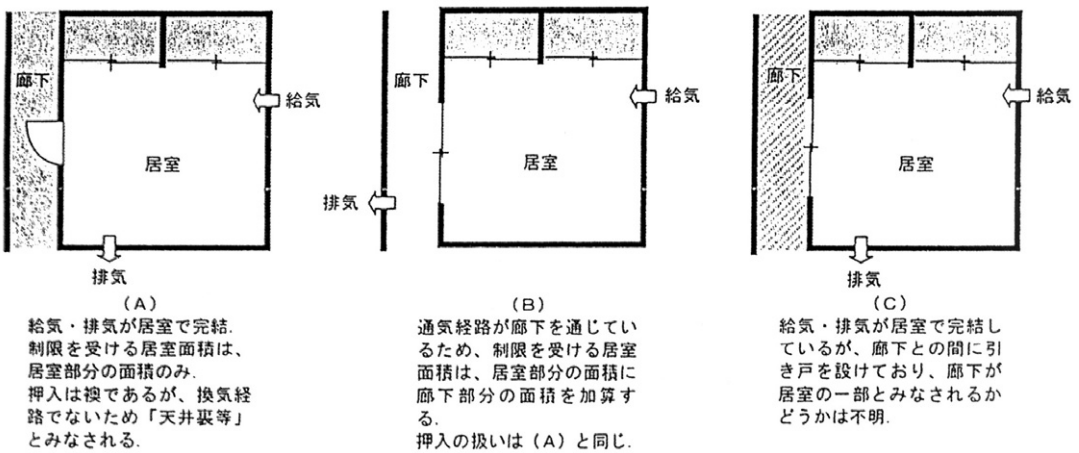 廊下
給気
居室
排気
(A)
給気・排気が居室で完結.
制限を受ける居室面積は、
居室部分の面積のみ.
押入は襖であるが、換気経
路でないため「天井裏等」
とみなされる.
廊下
給気
居室
排気
(B)
通気経路が廊下を通じてい
るため、制限を受ける居室
面積は、居室部分の面積に
廊下部分の面積を加算す
る.
押入の扱いは(A)と同じ.
廊下
給気
居室
排気
(C)
給気・排気が居室で完結し
ているが、廊下との間に引
き戸を設けており、廊下が
居室の一部とみなされるか
どうかは不明.